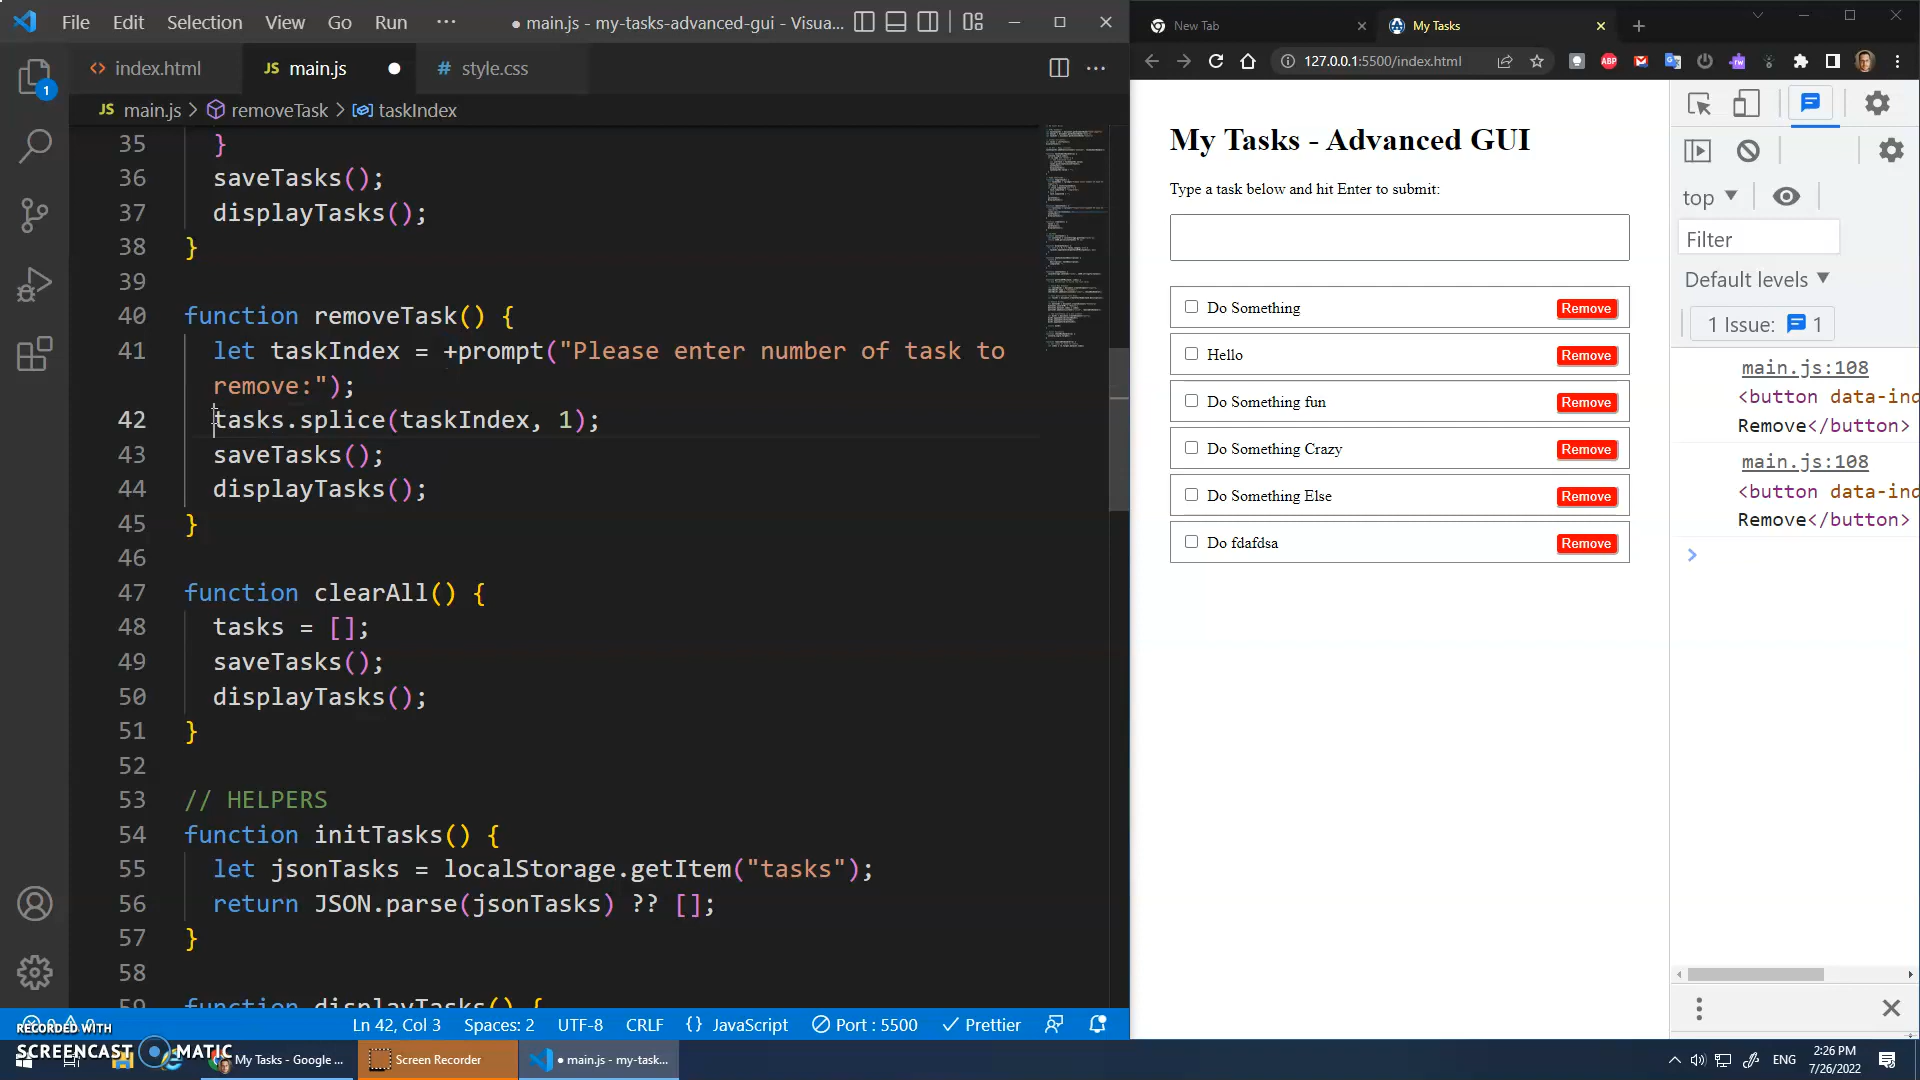 File Edit Selection View Go Run ··· ● main.js - my-tasks-advanced-gui - Visua...
index.html JS main.js ● # style.css
JS main.js > removeTask > taskIndex
35 }
36 saveTasks();
37 displayTasks();
38 }
39
40 function removeTask() {
41 let taskIndex = +prompt("Please enter number of task to
remove:");
42 tasks.splice(taskIndex, 1);
43 saveTasks();
44 displayTasks();
45 }
46
47 function clearAll() {
48 tasks = [];
49 saveTasks();
50 displayTasks();
51 }
52
53 // HELPERS
54 function initTasks() {
55 let jsonTasks = localStorage.getItem("tasks");
56 return JSON.parse(jsonTasks) ?? [];
57 }
58
59 function displayTasks() {
1
Ln 42, Col 3 Spaces: 2 UTF-8 CRLF {} JavaScript Port : 5500 Prettier
New Tab My Tasks
127.0.0.1:5500/index.html ABP
My Tasks - Advanced GUI
Type a task below and hit Enter to submit:
Do Something Remove
Hello Remove
Do Something fun Remove
Do Something Crazy Remove
Do Something Else Remove
Do fdafdsa Remove
top
Filter
Default levels
1 Issue: 1
main.js:108
<button data-ind
Remove</button>
main.js:108
<button data-ind
Remove</button>
RECORDED WITH
SCREENCAST MATIC
My Tasks - Google ... Screen Recorder ● main.js - my-task...
ENG 2:26 PM
7/26/2022